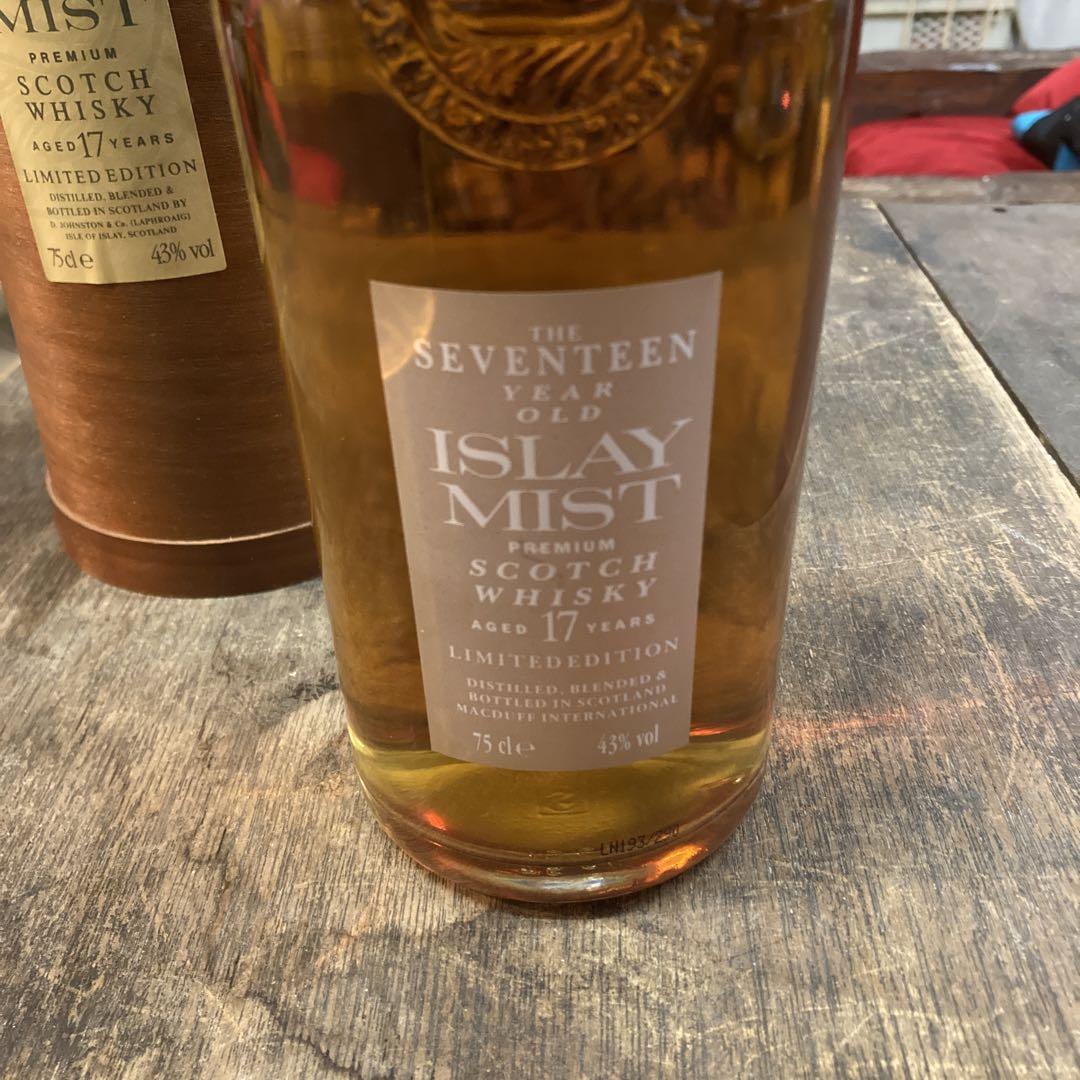 MIST
PREMIUM
SCOTCH
WHISKY
AGED 17 YEARS
LIMITED EDITION
DISTILLED, BLENDED &
BOTTLED IN SCOTLAND BY
D. JOHNSTON & Co. (LAPHROAIG)
ISLE OF ISLAY, SCOTLAND
75cl e 43% vol
THE
SEVENTEEN
YEAR
OLD
ISLAY
MIST
PREMIUM
SCOTCH
WHISKY
AGED 17 YEARS
LIMITED EDITION
DISTILLED, BLENDED &
BOTTLED IN SCOTLAND
MACDUFF INTERNATIONAL
75 cl e 43% vol